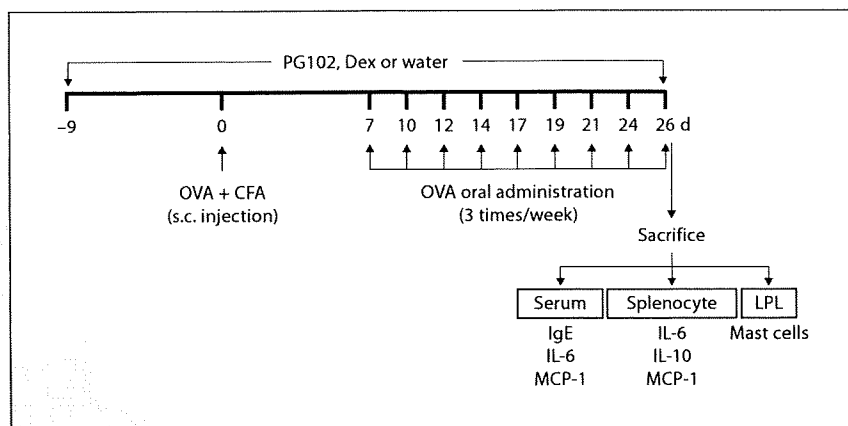 PG102, Dex or water
–9 0 7 10 12 14 17 19 21 24 26 d
OVA + CFA
(s.c. injection)
OVA oral administration
(3 times/week)
Sacrifice
Serum Splenocyte LPL
IgE IL-6 Mast cells
IL-6 IL-10
MCP-1 MCP-1